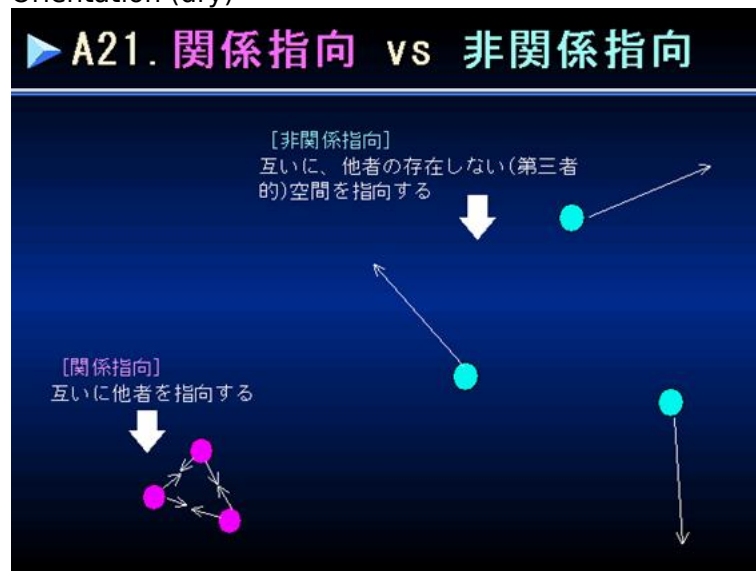 Orientation (dry)
A21.関係指向 vs 非関係指向
[非関係指向]
互いに、他者の存在しない(第三者
的)空間を指向する
[関係指向]
互いに他者を指向する